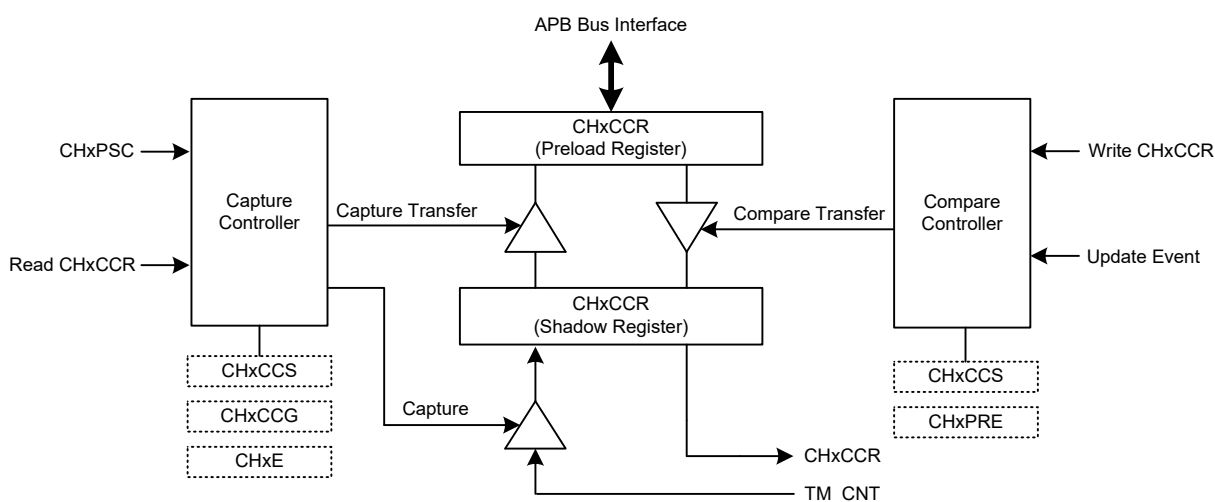 APB Bus Interface
CHxCCR
(Preload Register)
CHxPSC
Write CHxCCR
Capture
Controller
Compare
Controller
Capture Transfer
Compare Transfer
Read CHxCCR
Update Event
CHxCCR
(Shadow Register)
CHxCCS
CHxCCS
CHxCCG
Capture
CHxPRE
CHxE
CHxCCR
TM_CNT